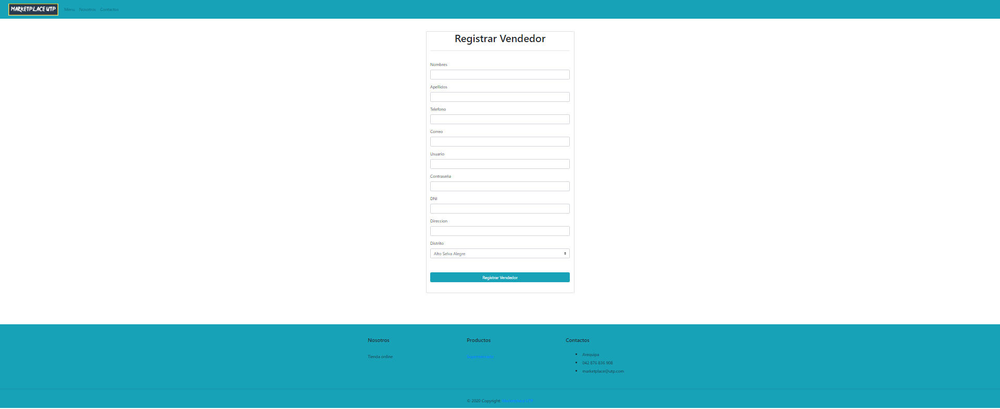 MARKETPLACE UTP
Menu Nosotros Contactos
Registrar Vendedor
Nombres
Apellidos
Telefono
Correo
Usuario
Contraseña
DNI
Direccion
Distrito
Alto Selva Alegre
Registrar Vendedor
Nosotros
Tienda online
Productos
Supermercado
Contactos
Arequipa
042 876 836 908
marketplace@utp.com
© 2020 Copyright: Marketplace UTP